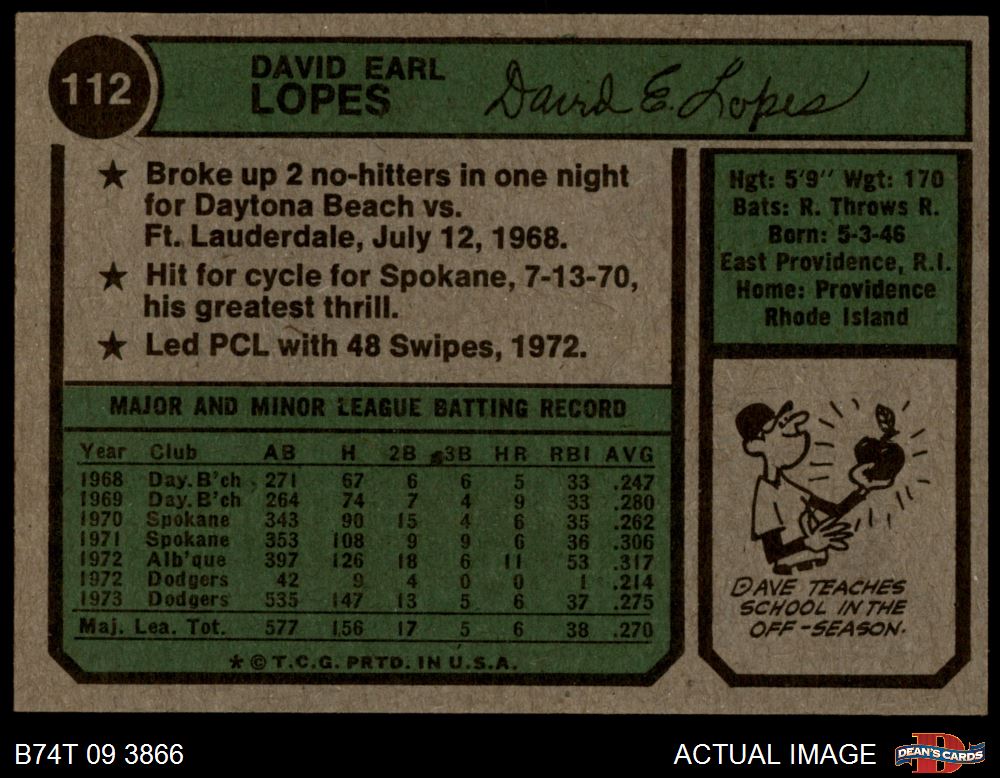 112
DAVID EARL
LOPES
David E. Lopes
★ Broke up 2 no-hitters in one night
for Daytona Beach vs.
Ft. Lauderdale, July 12, 1968.
★ Hit for cycle for Spokane, 7-13-70,
his greatest thrill.
★ Led PCL with 48 Swipes, 1972.
Hgt: 5'9" Wgt: 170
Bats: R. Throws R.
Born: 5-3-46
East Providence, R.I.
Home: Providence
Rhode Island
MAJOR AND MINOR LEAGUE BATTING RECORD
Year Club AB H 2B 3B HR RBI AVG
1968 Day. B'ch 271 67 6 6 5 33 .247
1969 Day. B'ch 264 74 7 4 9 33 .280
1970 Spokane 343 90 15 4 6 35 .262
1971 Spokane 353 108 9 9 6 36 .306
1972 Alb'que 397 126 18 6 11 53 .317
1972 Dodgers 42 9 4 0 0 1 .214
1973 Dodgers 535 147 13 5 6 37 .275
Maj. Lea. Tot. 577 156 17 5 6 38 .270
★ © T.C.G. PRTD. IN U.S.A.
DAVE TEACHES
SCHOOL IN THE
OFF-SEASON.
B74T 09 3866
ACTUAL IMAGE
D
DEAN'S CARDS